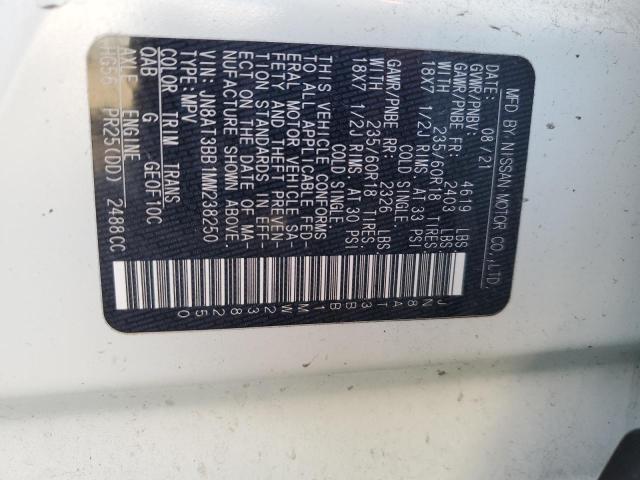 MFD BY NISSAN MOTOR CO.,LTD.
DATE: 08/21
GVWR/PNBV: 4619 LBS
GAWR/PNBE FR: 2403 LBS
WITH 235/60R18 TIRES,
18X7 1/2J RIMS, AT 33 PSI
COLD SINGLE.
GAWR/PNBE RR: 2326 LBS
WITH 235/60R18 TIRES,
18X7 1/2J RIMS, AT 30 PSI
COLD SINGLE.
THIS VEHICLE CONFORMS
TO ALL APPLICABLE FED-
ERAL MOTOR VEHICLE SA-
FETY AND THEFT PREVEN-
TION STANDARDS IN EFF-
ECT ON THE DATE OF MA-
NUFACTURE SHOWN ABOVE.
VIN: JN8AT3BB1MW238250
TYPE: MPV
COLOR TRIM TRANS
QAB G GE0F10C
AXLE ENGINE
HG56 PR25(DD) 2488CC
JN8AT3BB1MW238250